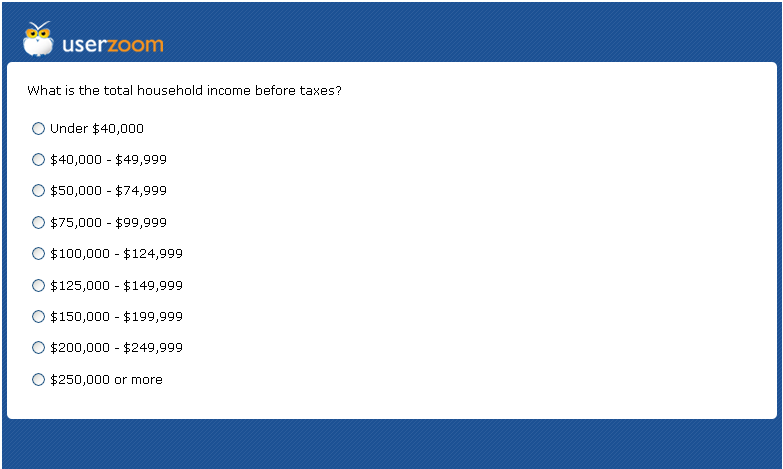 userzoom
What is the total household income before taxes?
Under $40,000
$40,000 - $49,999
$50,000 - $74,999
$75,000 - $99,999
$100,000 - $124,999
$125,000 - $149,999
$150,000 - $199,999
$200,000 - $249,999
$250,000 or more